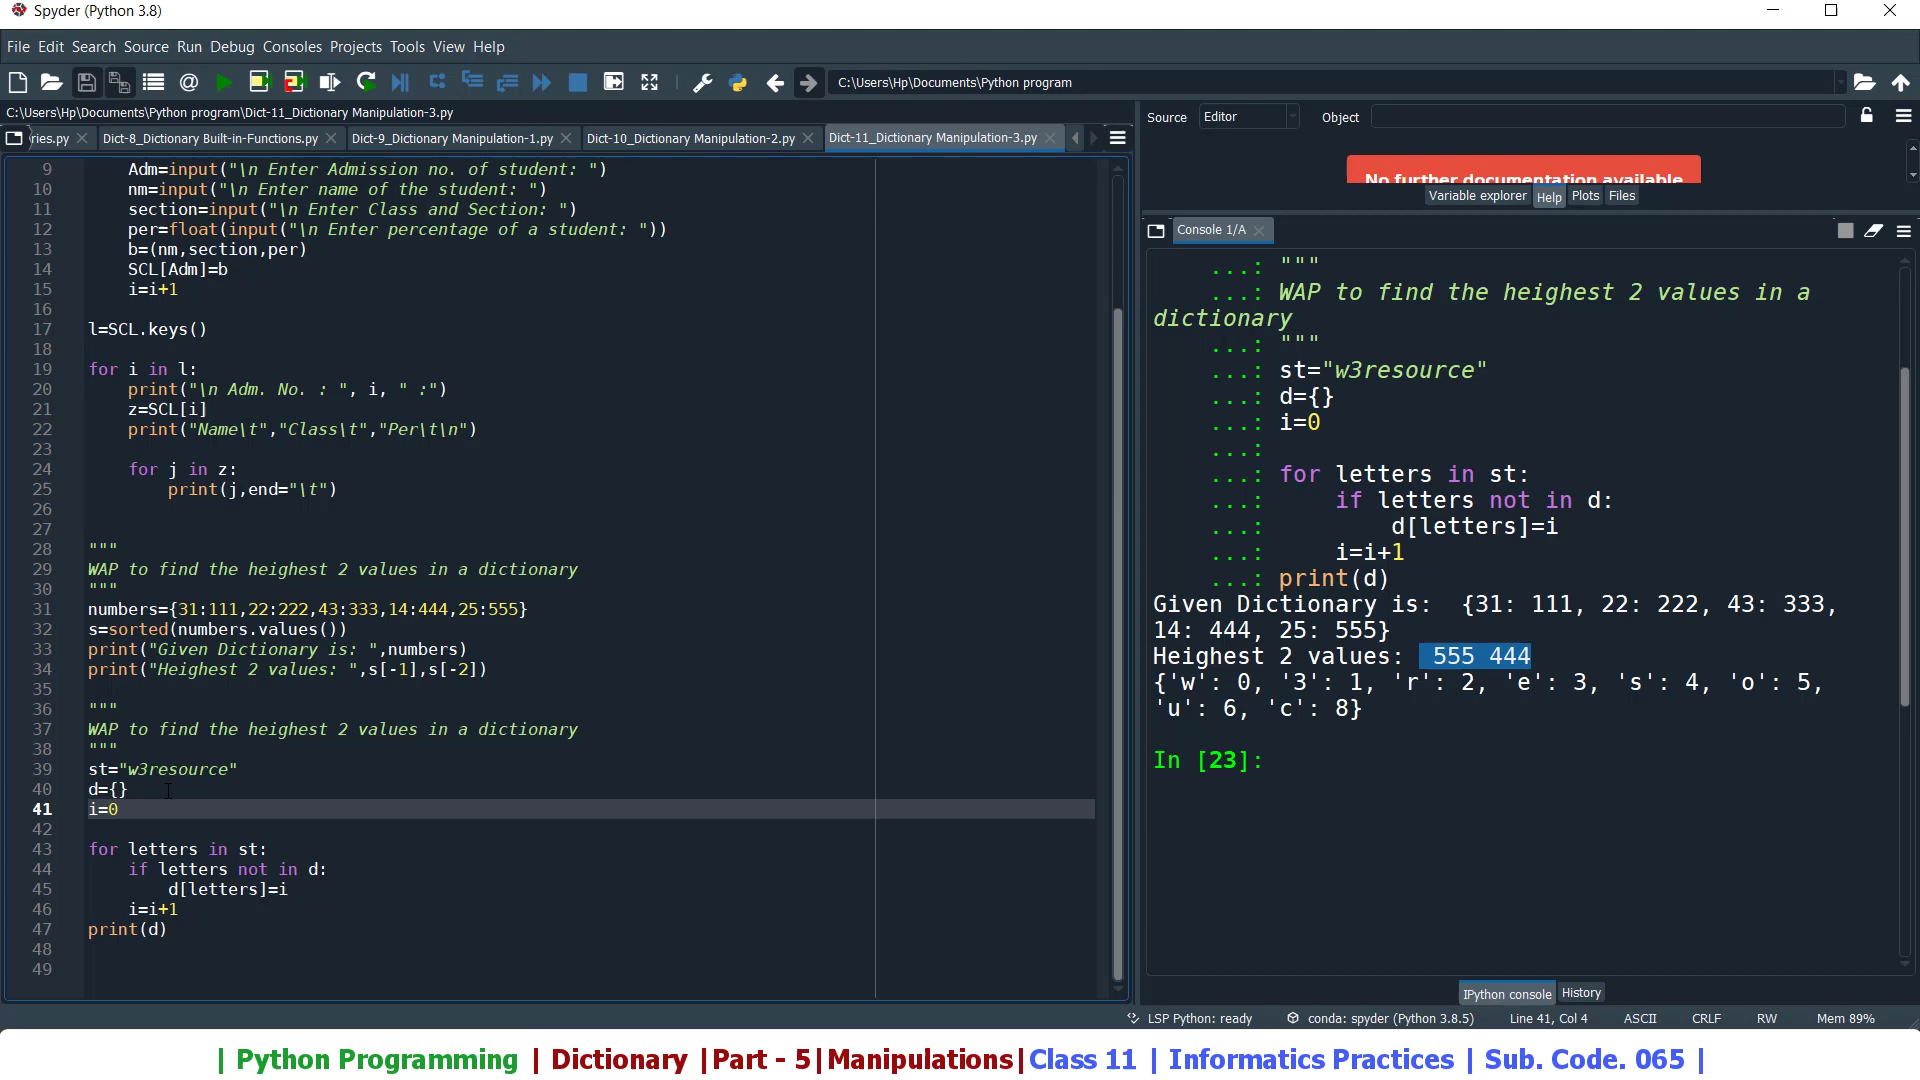 Spyder (Python 3.8)
File Edit Search Source Run Debug Consoles Projects Tools View Help
C:\Users\Hp\Documents\Python program
C:\Users\Hp\Documents\Python program\Dict-11_Dictionary Manipulation-3.py
ries.py Dict-8_Dictionary Built-in-Functions.py Dict-9_Dictionary Manipulation-1.py Dict-10_Dictionary Manipulation-2.py Dict-11_Dictionary Manipulation-3.py
9 Adm=input("\n Enter Admission no. of student: ")
10 nm=input("\n Enter name of the student: ")
11 section=input("\n Enter Class and Section: ")
12 per=float(input("\n Enter percentage of a student: "))
13 b=(nm,section,per)
14 SCL[Adm]=b
15 i=i+1
16
17 l=SCL.keys()
18
19 for i in l:
20 print("\n Adm. No. : ", i, " :")
21 z=SCL[i]
22 print("Name\t","Class\t","Per\t\n")
23
24 for j in z:
25 print(j,end="\t")
26
27
28 """
29 WAP to find the heighest 2 values in a dictionary
30 """
31 numbers={31:111,22:222,43:333,14:444,25:555}
32 s=sorted(numbers.values())
33 print("Given Dictionary is: ",numbers)
34 print("Heighest 2 values: ",s[-1],s[-2])
35
36 """
37 WAP to find the heighest 2 values in a dictionary
38 """
39 st="w3resource"
40 d={}
41 i=0
42
43 for letters in st:
44 if letters not in d:
45 d[letters]=i
46 i=i+1
47 print(d)
48
49
Source Editor Object
No further documentation available
Variable explorer Help Plots Files
Console 1/A
...: """
...: WAP to find the heighest 2 values in a
dictionary
...: """
...: st="w3resource"
...: d={}
...: i=0
...:
...: for letters in st:
...: if letters not in d:
...: d[letters]=i
...: i=i+1
...: print(d)
Given Dictionary is:  {31: 111, 22: 222, 43: 333,
14: 444, 25: 555}
Heighest 2 values:  555 444
{'w': 0, '3': 1, 'r': 2, 'e': 3, 's': 4, 'o': 5,
'u': 6, 'c': 8}
In [23]:
IPython console History
LSP Python: ready conda: spyder (Python 3.8.5) Line 41, Col 4 ASCII CRLF RW Mem 89%
| Python Programming | Dictionary |Part - 5|Manipulations|Class 11 | Informatics Practices | Sub. Code. 065 |